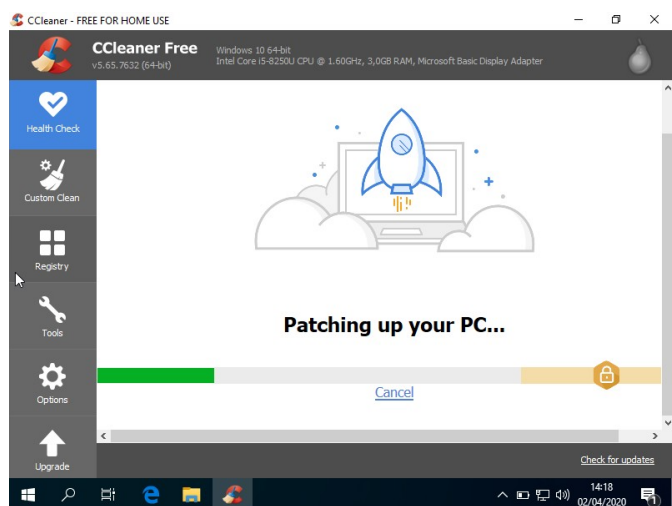 CCleaner - FREE FOR HOME USE
CCleaner Free
v5.65.7632 (64-bit)
Windows 10 64-bit
Intel Core i5-8250U CPU @ 1.60GHz, 3,0GB RAM, Microsoft Basic Display Adapter
Health Check
Custom Clean
Registry
Tools
Options
Upgrade
Patching up your PC...
Cancel
Check for updates
14:18
02/04/2020
1